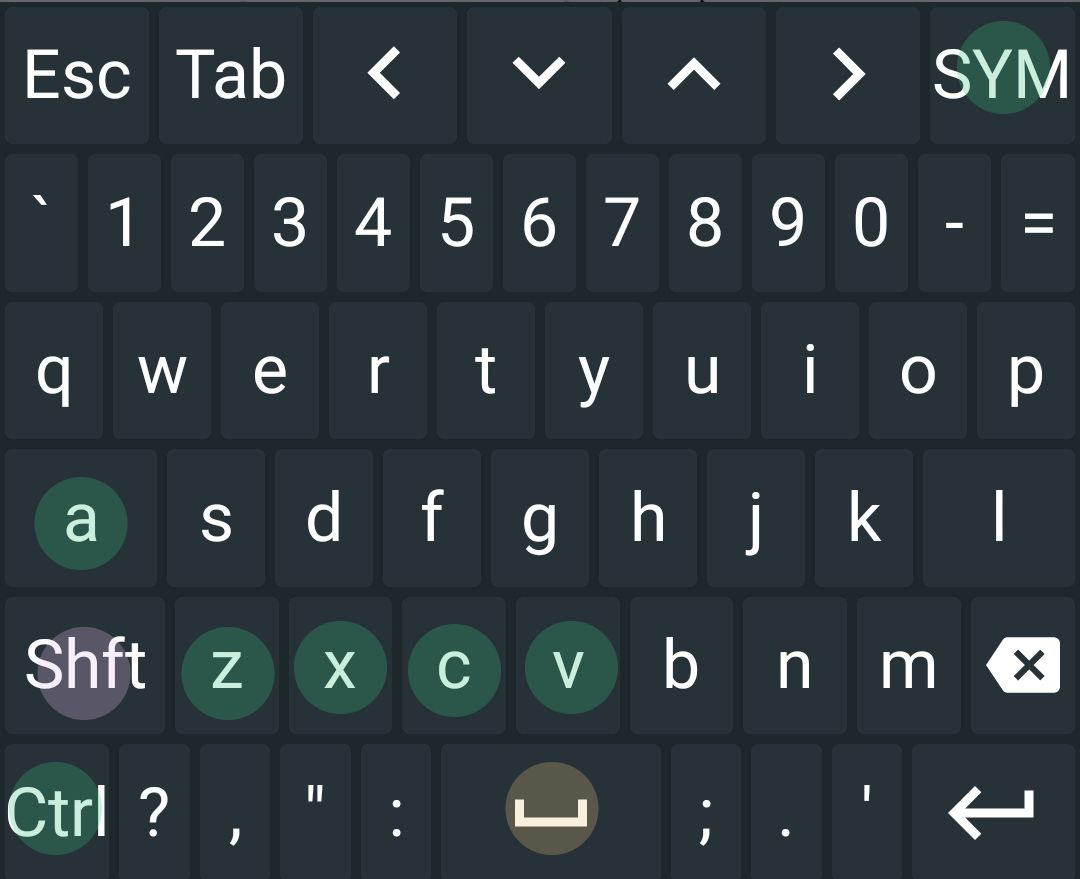 Esc Tab < ⌵ ^ > SYM
` 1 2 3 4 5 6 7 8 9 0 - =
q w e r t y u i o p
a s d f g h j k l
Shft z x c v b n m
Ctrl ? , " : ; . '